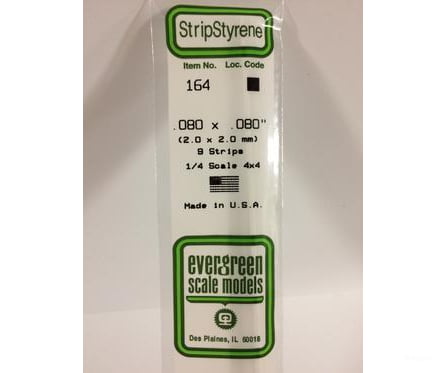 StripStyrene
Item No. Loc. Code
164
.080 x .080"
(2.0 x 2.0 mm)
9 Strips
1/4 Scale 4x4
Made in U.S.A.
evergreen
scale models
Des Plaines, IL 60018